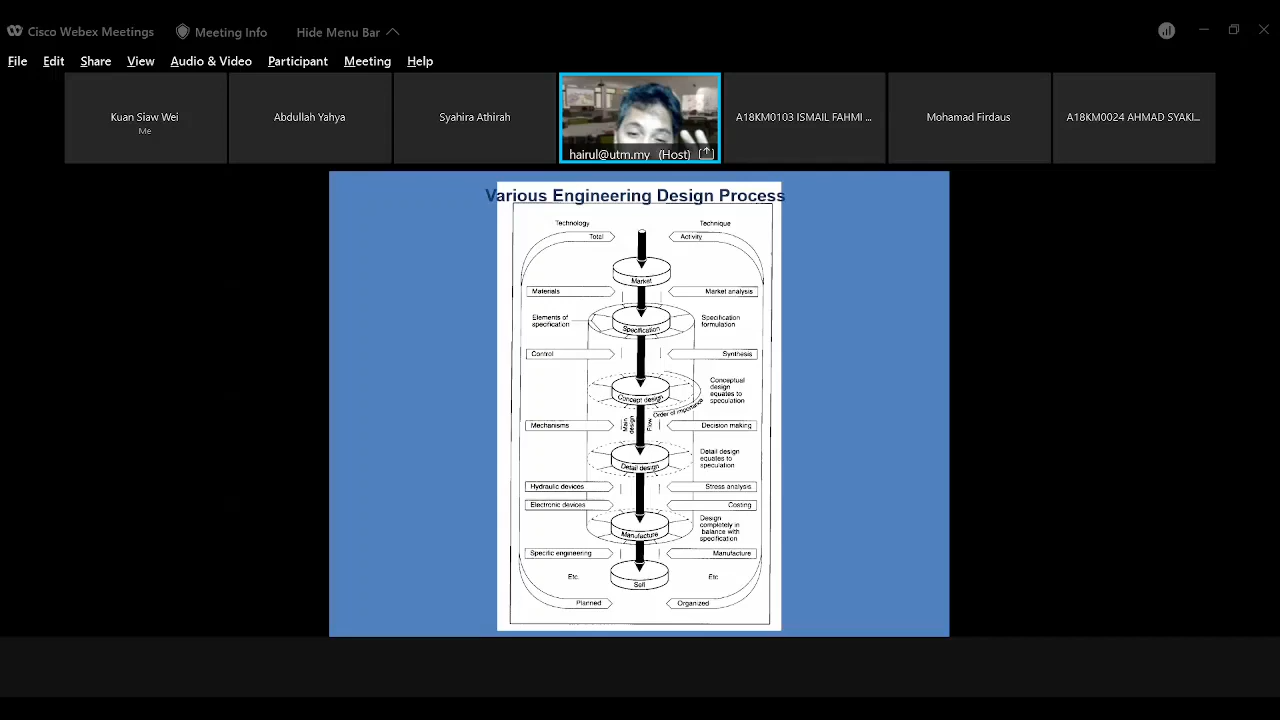 Cisco Webex Meetings
Meeting Info
Hide Menu Bar
File Edit Share View Audio & Video Participant Meeting Help
Kuan Siaw Wei
Me
Abdullah Yahya
Syahira Athirah
hairul@utm.my (Host)
A18KM0103 ISMAIL FAHMI ...
Mohamad Firdaus
A18KM0024 AHMAD SYAKI...
Various Engineering Design Process
Technology
Technique
Total
Activity
Market
Materials
Market analysis
Elements of
specification
Specification
Specification
formulation
Control
Synthesis
Concept design
Conceptual
design
equates to
speculation
Order of importance
Mechanisms
Main
design
Flow
Decision making
Detail design
Detail design
equates to
speculation
Hydraulic devices
Stress analysis
Electronic devices
Costing
Manufacture
Design
completely in
balance with
specification
Specific engineering
Manufacture
Etc.
Sell
Etc
Planned
Organized